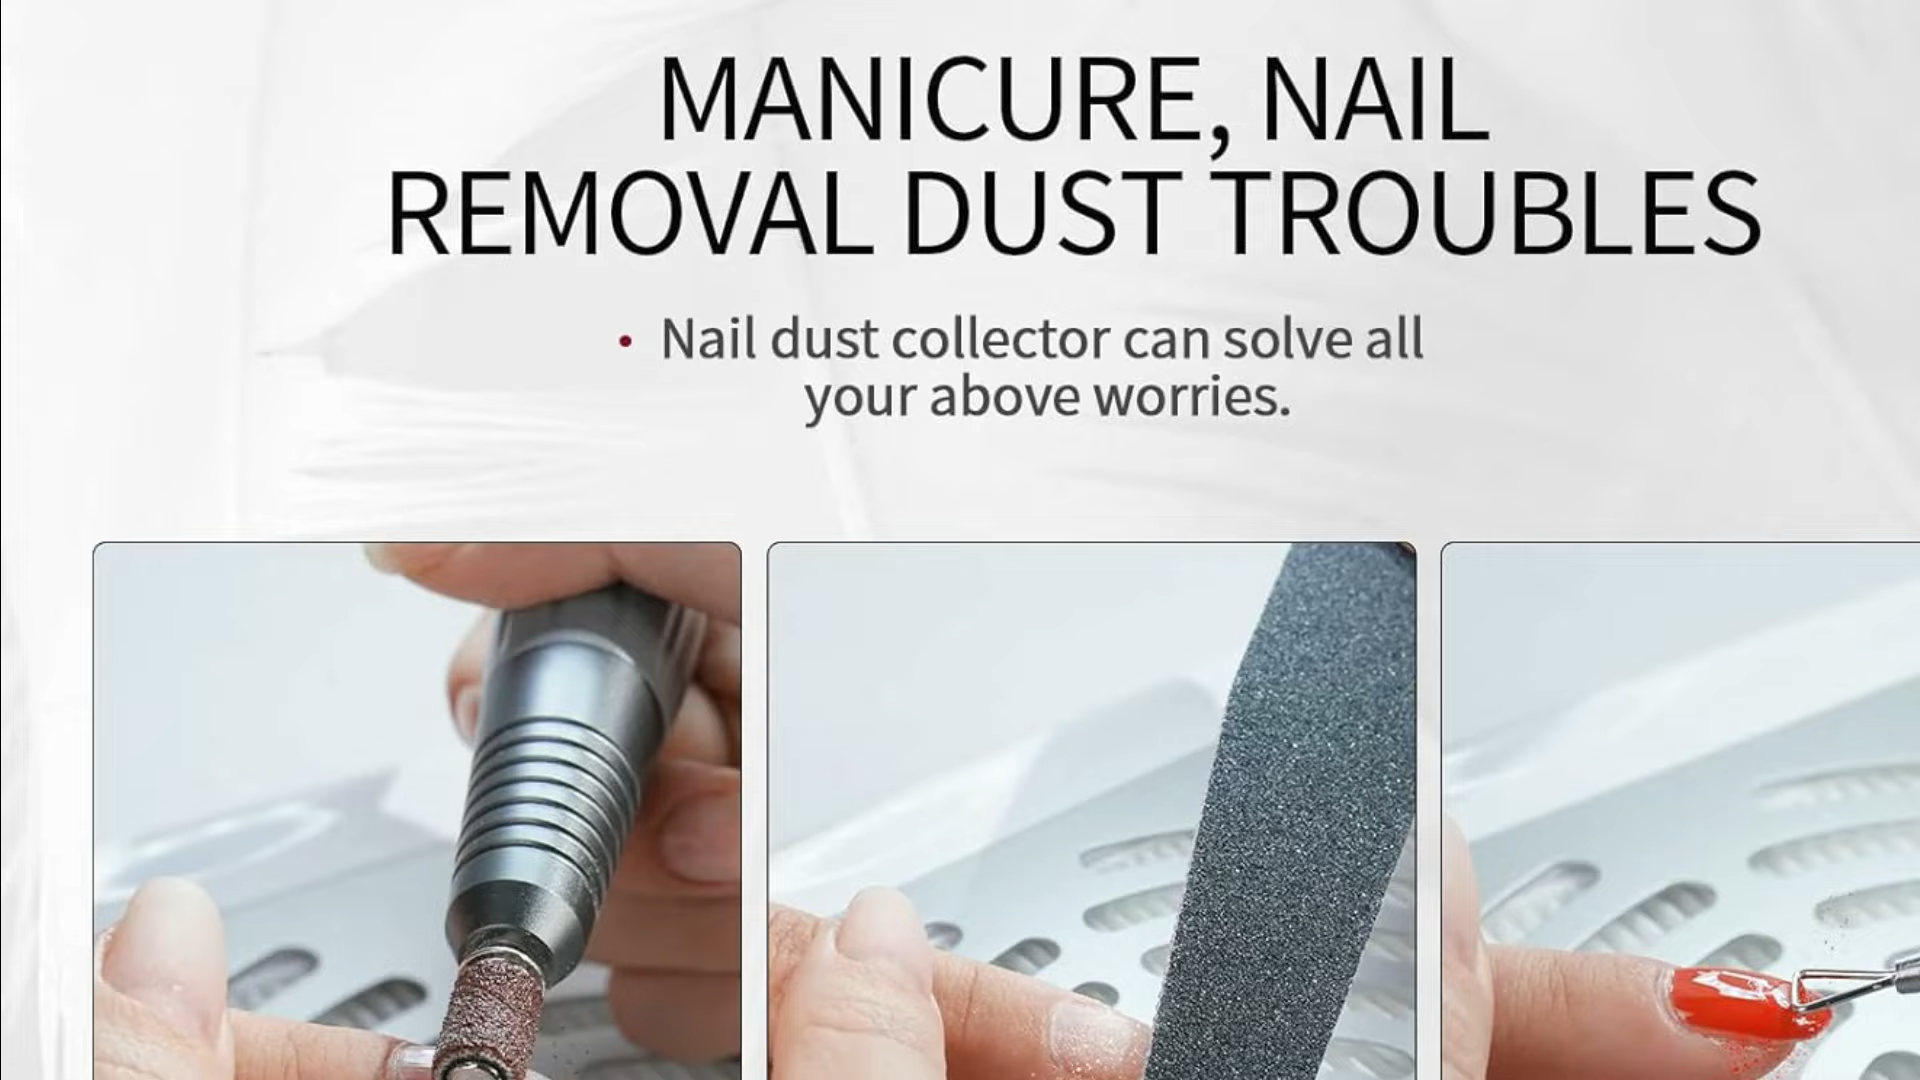 MANICURE, NAIL
REMOVAL DUST TROUBLES
• Nail dust collector can solve all
your above worries.